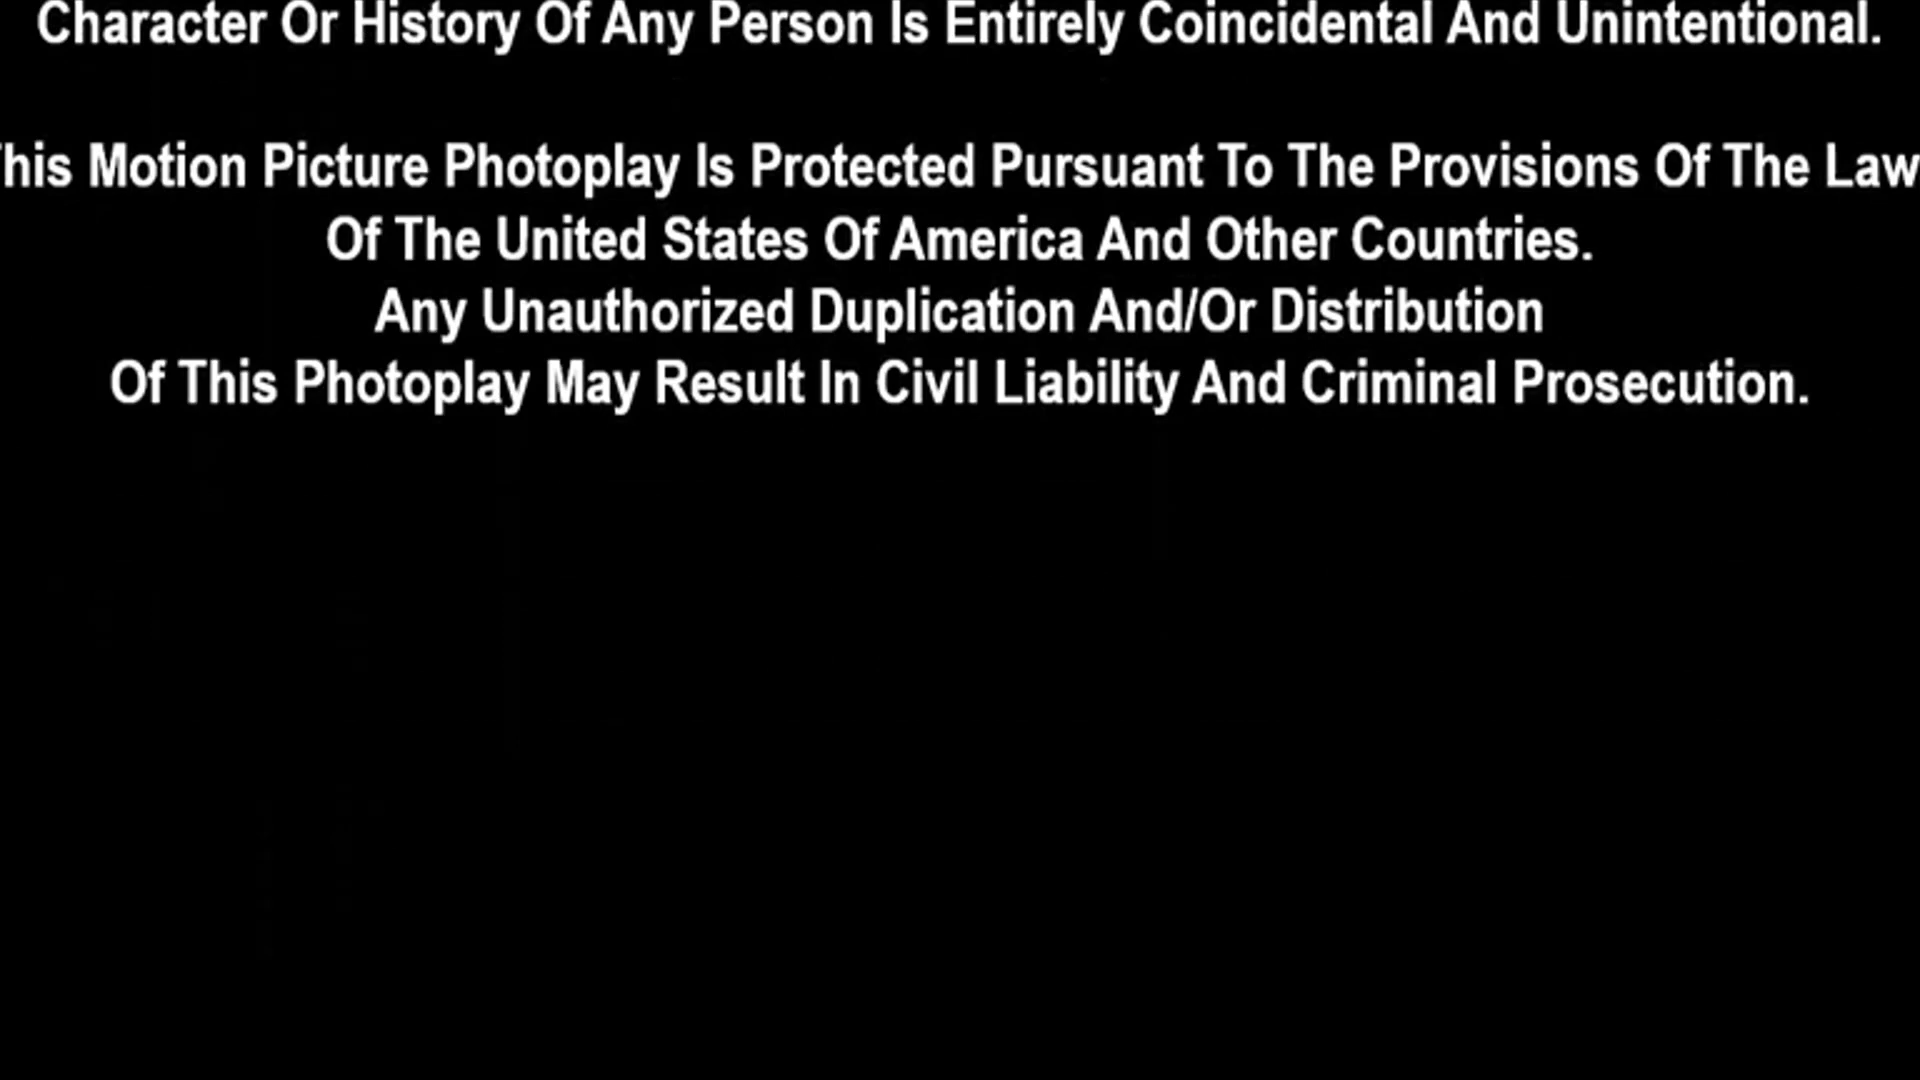 Character Or History Of Any Person Is Entirely Coincidental And Unintentional.
his Motion Picture Photoplay Is Protected Pursuant To The Provisions Of The Law
Of The United States Of America And Other Countries.
Any Unauthorized Duplication And/Or Distribution
Of This Photoplay May Result In Civil Liability And Criminal Prosecution.